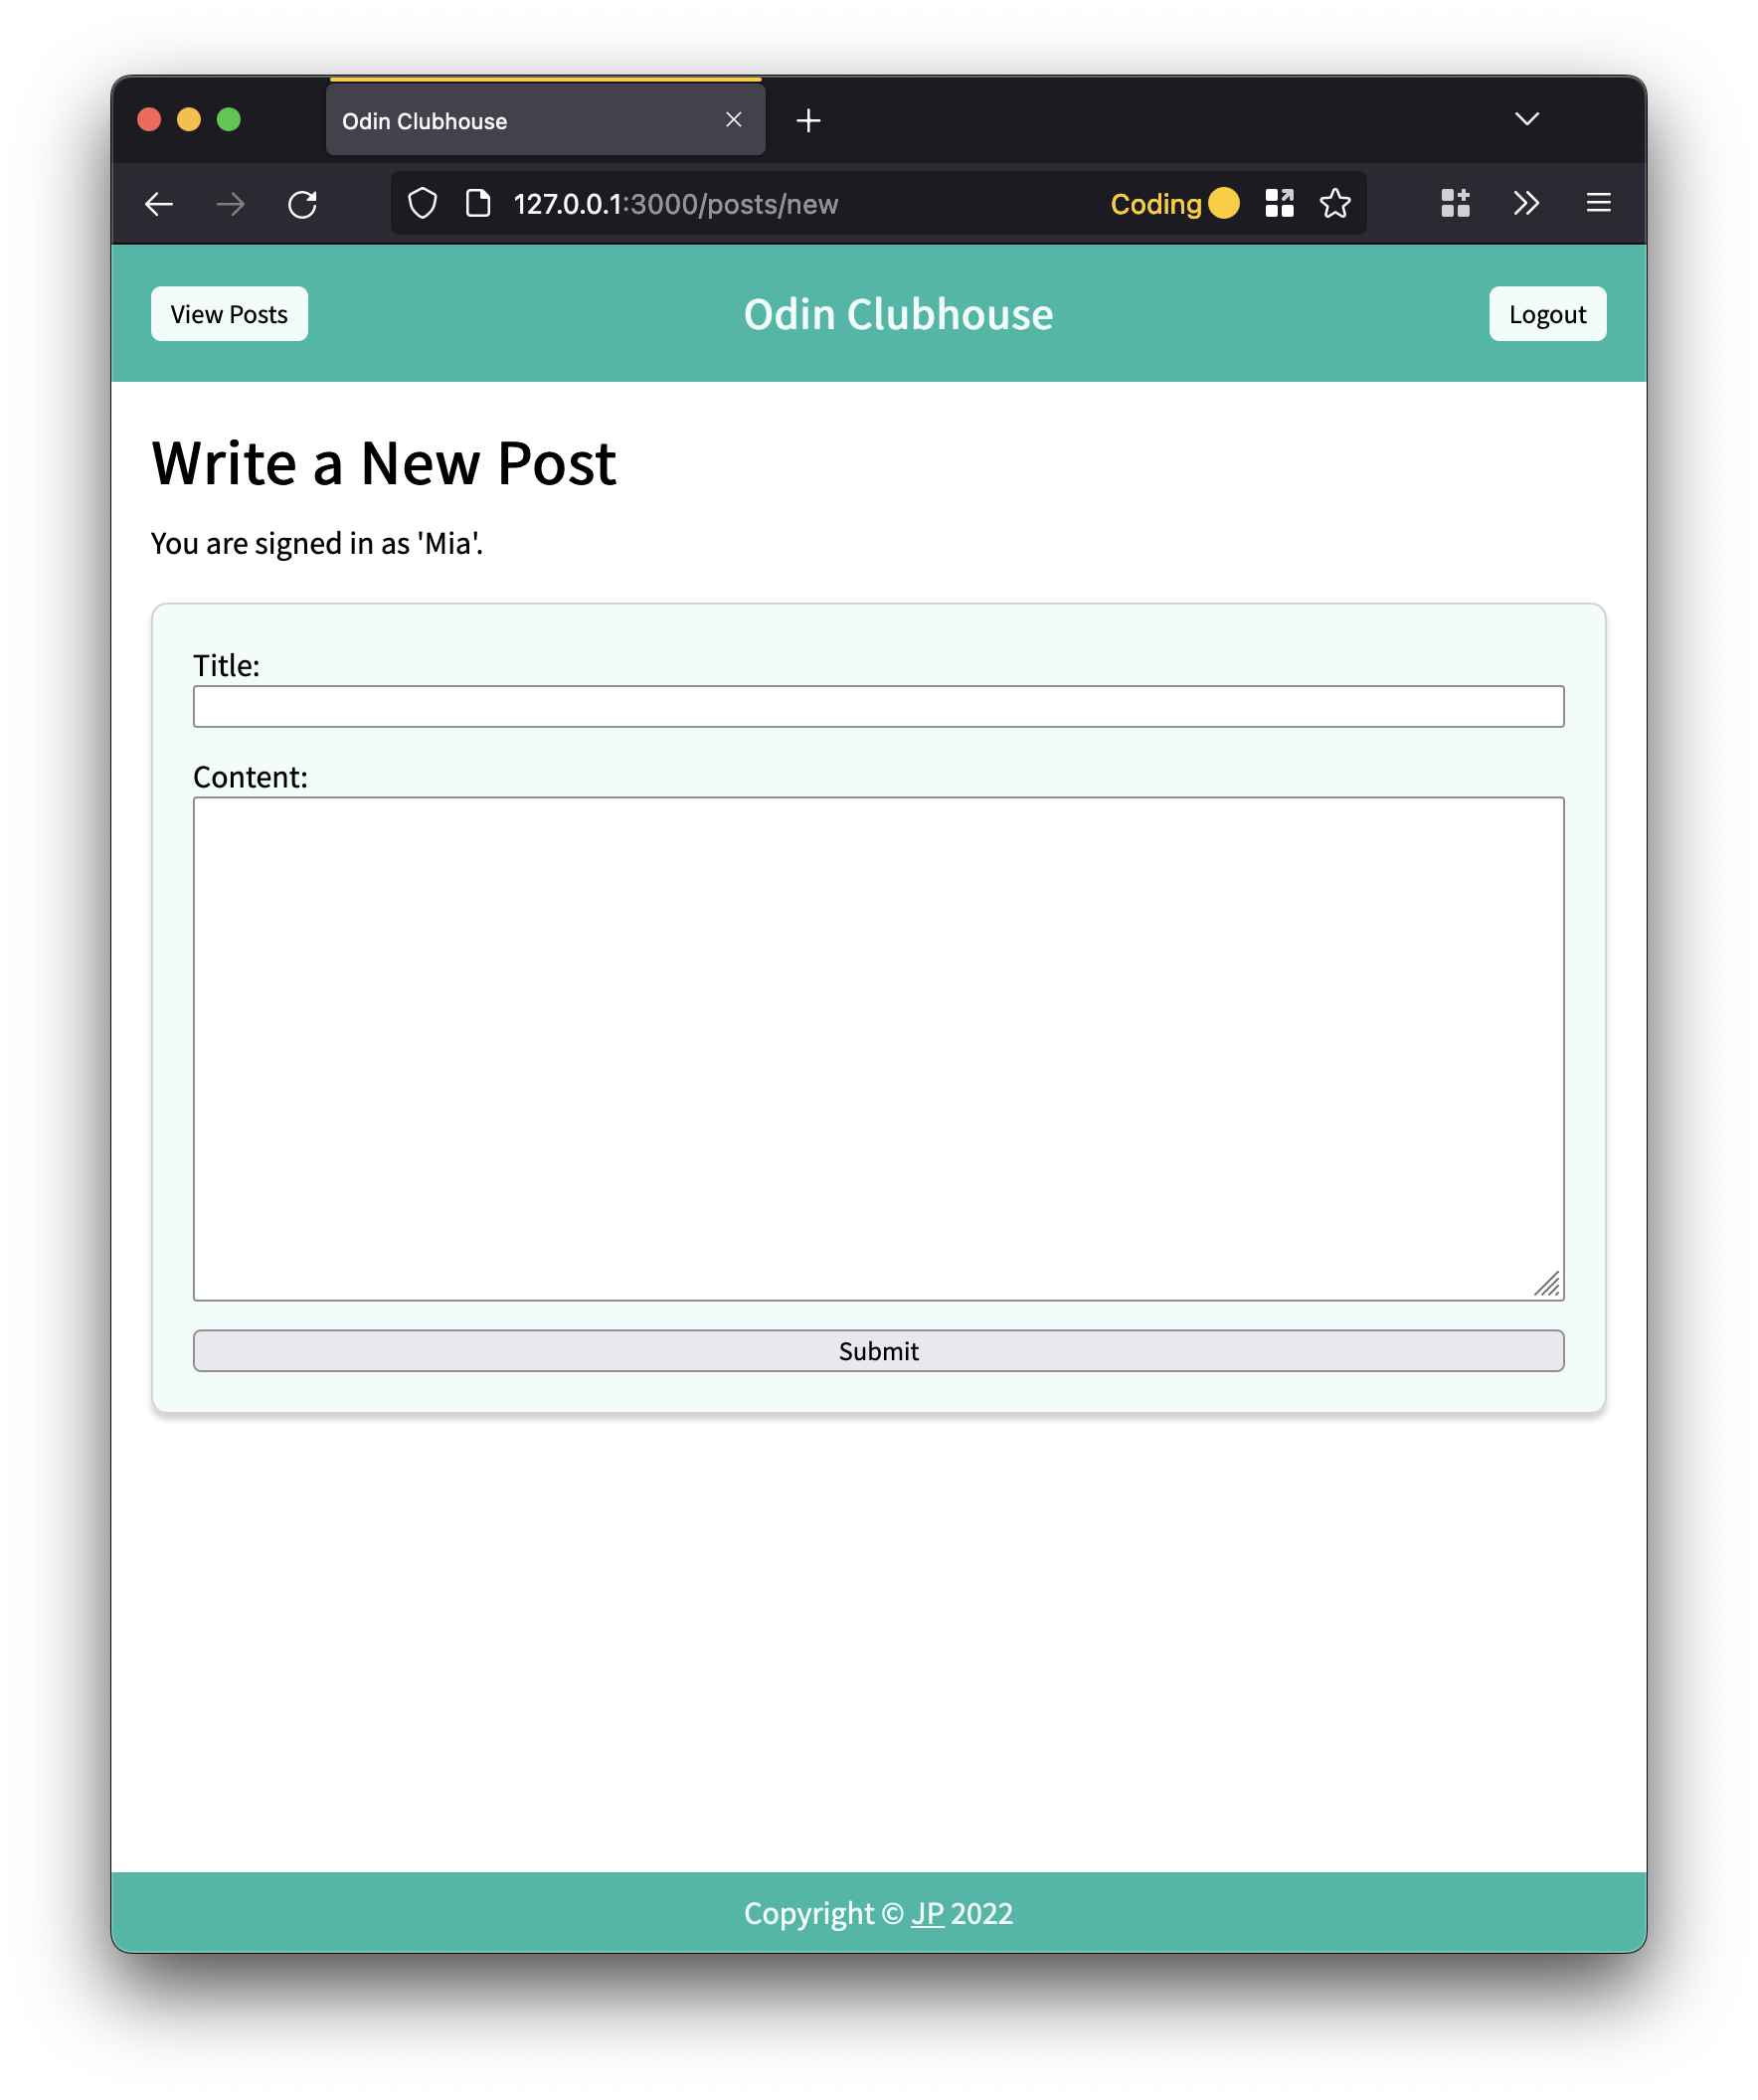 Odin Clubhouse
127.0.0.1:3000/posts/new Coding
View Posts Odin Clubhouse Logout
Write a New Post
You are signed in as 'Mia'.
Title:
Content:
Submit
Copyright © JP 2022